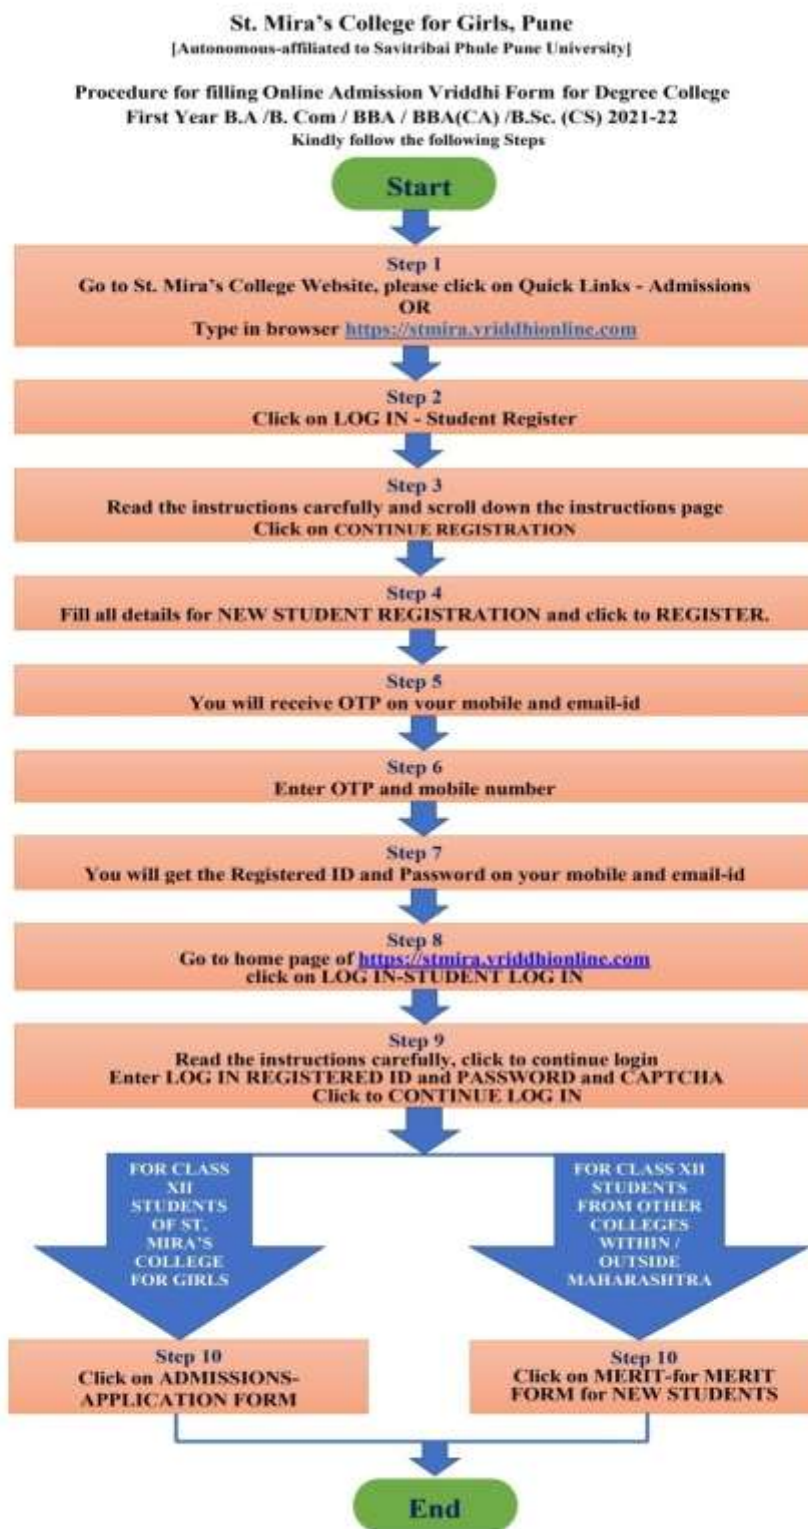 St. Mira's College for Girls, Pune
[Autonomous-affiliated to Savitribai Phule Pune University]
Procedure for filling Online Admission Vriddhi Form for Degree College
First Year B.A /B. Com / BBA / BBA(CA) /B.Sc. (CS) 2021-22
Kindly follow the following Steps
Start
Step 1
Go to St. Mira's College Website, please click on Quick Links - Admissions
OR
Type in browser https://stmira.vriddhionline.com
Step 2
Click on LOG IN - Student Register
Step 3
Read the instructions carefully and scroll down the instructions page
Click on CONTINUE REGISTRATION
Step 4
Fill all details for NEW STUDENT REGISTRATION and click to REGISTER.
Step 5
You will receive OTP on your mobile and email-id
Step 6
Enter OTP and mobile number
Step 7
You will get the Registered ID and Password on your mobile and email-id
Step 8
Go to home page of https://stmira.vriddhionline.com
click on LOG IN-STUDENT LOG IN
Step 9
Read the instructions carefully, click to continue login
Enter LOG IN REGISTERED ID and PASSWORD and CAPTCHA
Click to CONTINUE LOG IN
FOR CLASS
XII
STUDENTS
OF ST.
MIRA'S
COLLEGE
FOR GIRLS
FOR CLASS XII
STUDENTS
FROM OTHER
COLLEGES
WITHIN /
OUTSIDE
MAHARASHTRA
Step 10
Click on ADMISSIONS-
APPLICATION FORM
Step 10
Click on MERIT-for MERIT
FORM for NEW STUDENTS
End